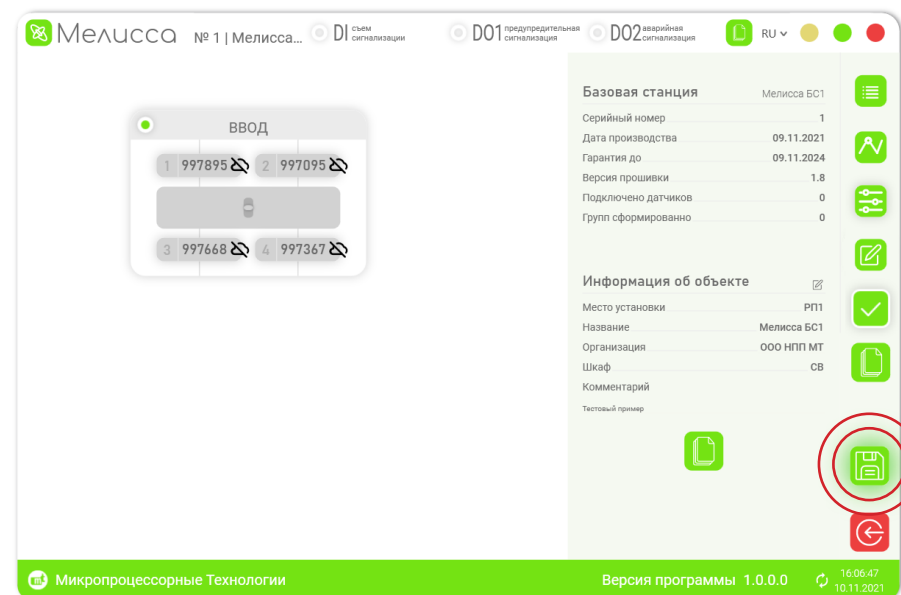 Мелисса № 1 | Мелисса... DI съем сигнализации DO1 предупредительная сигнализация DO2 аварийная сигнализация RU
ВВОД
1 997895 2 997095
3 997668 4 997367
Базовая станция Мелисса БС1
Серийный номер 1
Дата производства 09.11.2021
Гарантия до 09.11.2024
Версия прошивки 1.8
Подключено датчиков 0
Групп сформированно 0
Информация об объекте
Место установки РП1
Название Мелисса БС1
Организация ООО НПП МТ
Шкаф СВ
Комментарий
Тестовый пример
Микропроцессорные Технологии Версия программы 1.0.0.0 16:06:47
10.11.2021